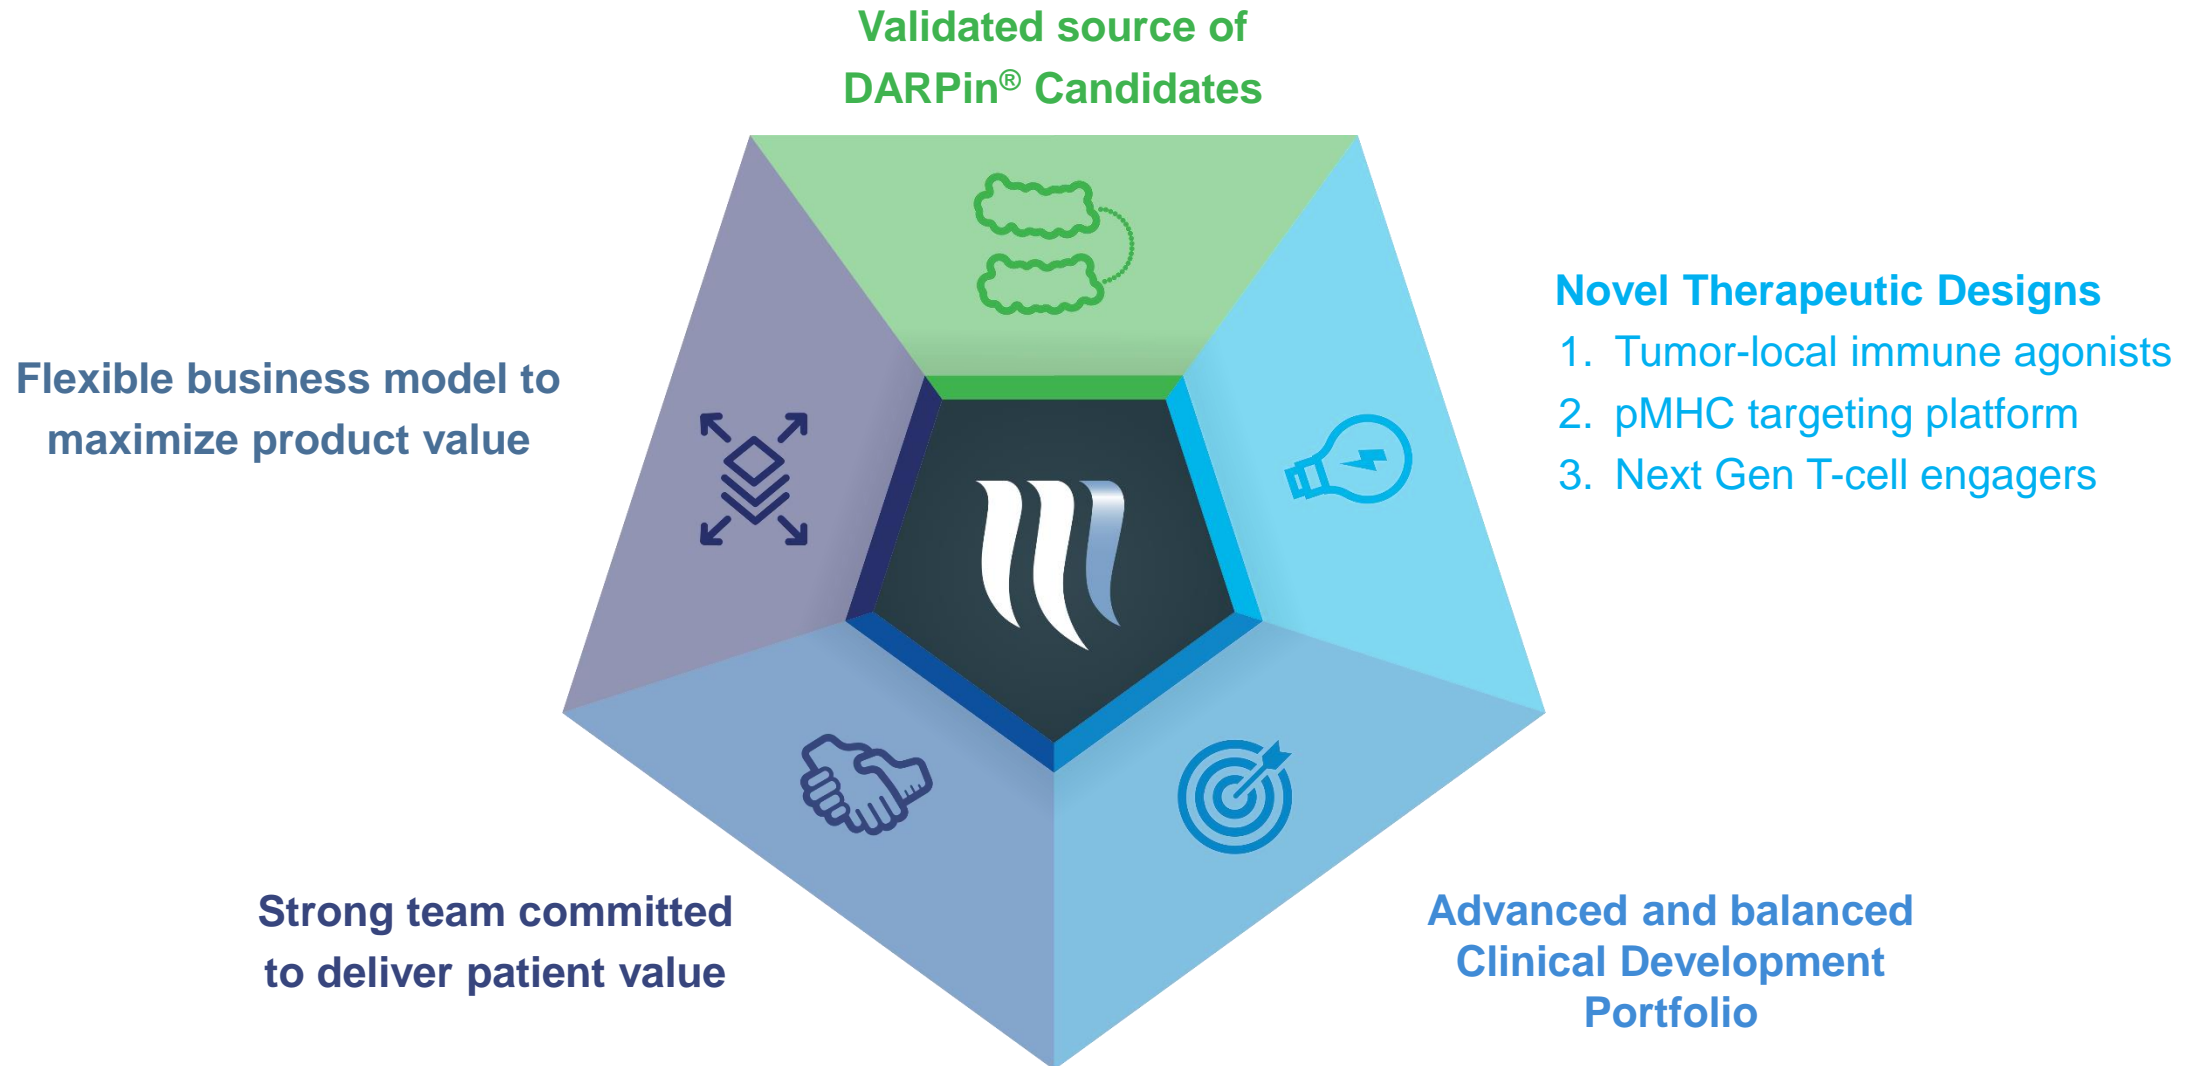 Validated source of
DARPin® Candidates
Novel Therapeutic Designs
1. Tumor-local immune agonists
2. pMHC targeting platform
3. Next Gen T-cell engagers
Flexible business model to
maximize product value
Strong team committed
to deliver patient value
Advanced and balanced
Clinical Development
Portfolio